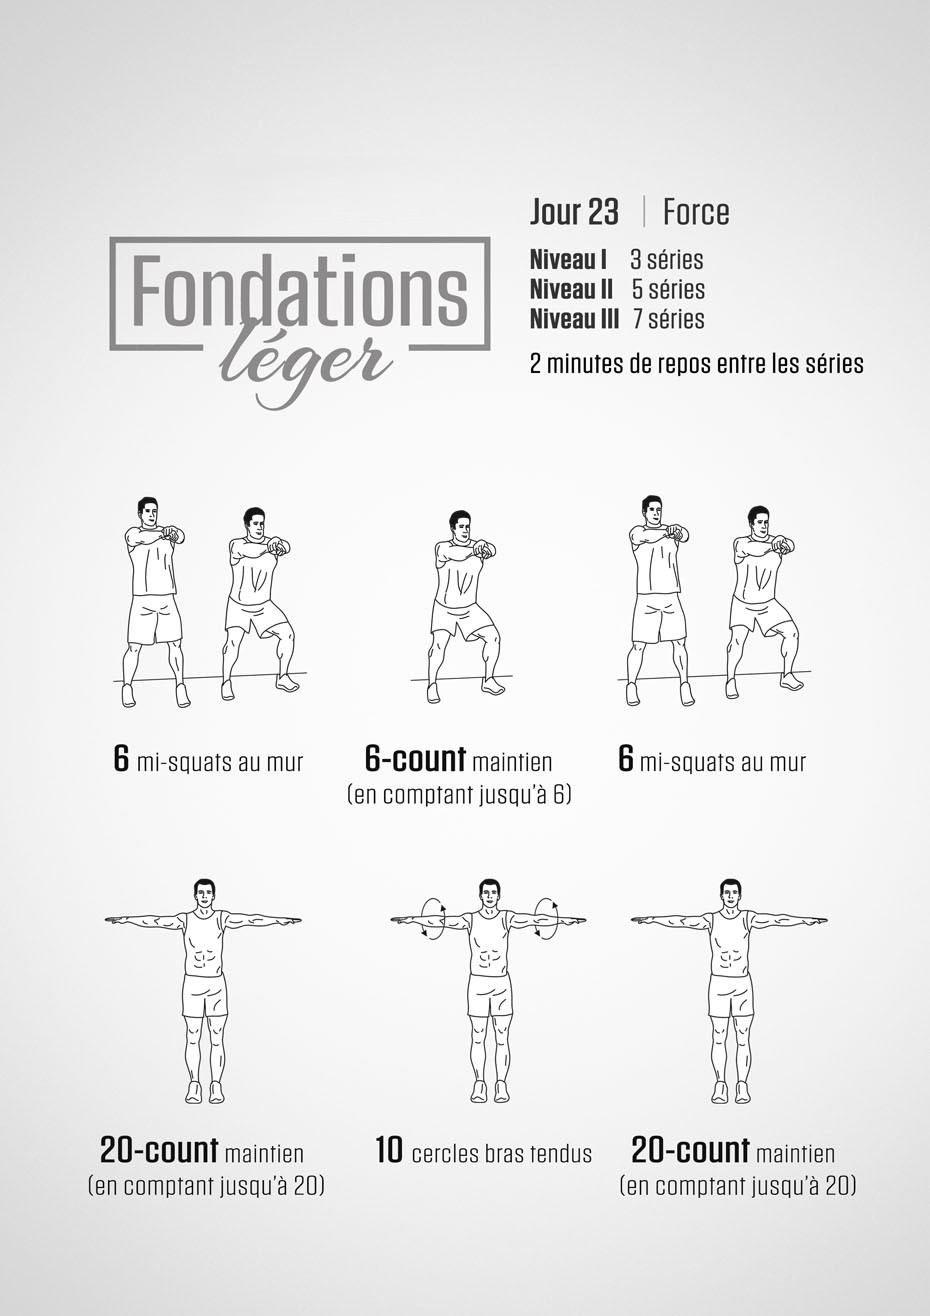 Fondations
léger
Jour 23 | Force
Niveau I 3 séries
Niveau II 5 séries
Niveau III 7 séries
2 minutes de repos entre les séries
6 mi-squats au mur
6-count maintien
(en comptant jusqu'à 6)
6 mi-squats au mur
20-count maintien
(en comptant jusqu'à 20)
10 cercles bras tendus
20-count maintien
(en comptant jusqu'à 20)